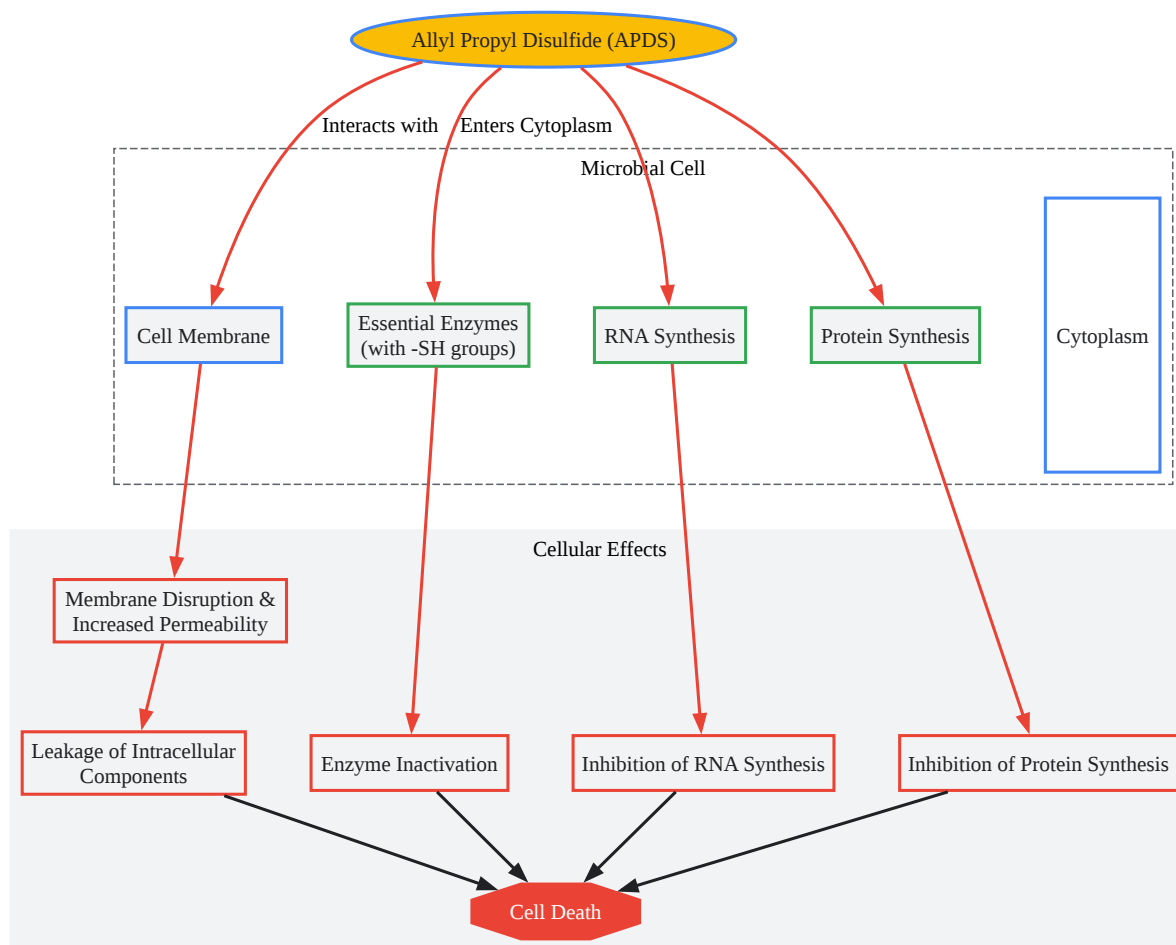 Allyl Propyl Disulfide (APDS)
Interacts with
Enters Cytoplasm
Microbial Cell
Cell Membrane
Essential Enzymes
(with -SH groups)
RNA Synthesis
Protein Synthesis
Cytoplasm
Cellular Effects
Membrane Disruption &
Increased Permeability
Leakage of Intracellular
Components
Enzyme Inactivation
Inhibition of RNA Synthesis
Inhibition of Protein Synthesis
Cell Death